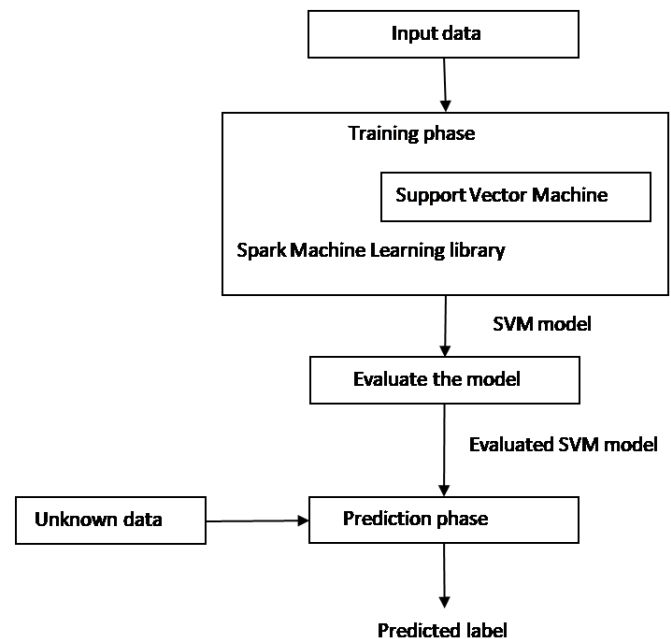 Input data
Training phase
Support Vector Machine
Spark Machine Learning library
SVM model
Evaluate the model
Evaluated SVM model
Unknown data
Prediction phase
Predicted label